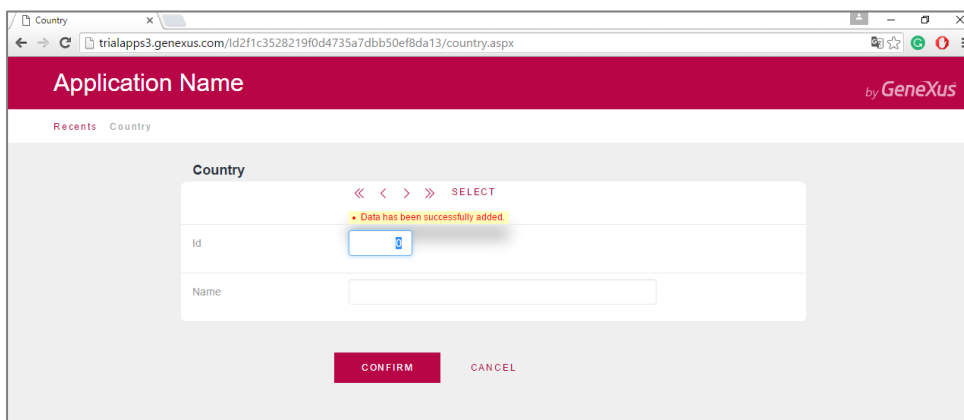 Country
trialapps3.genexus.com/Id2f1c3528219f0d4735a7dbb50ef8da13/country.aspx
Application Name
by GeneXus
Recents Country
Country
SELECT
• Data has been successfully added.
Id
0
Name
CONFIRM CANCEL